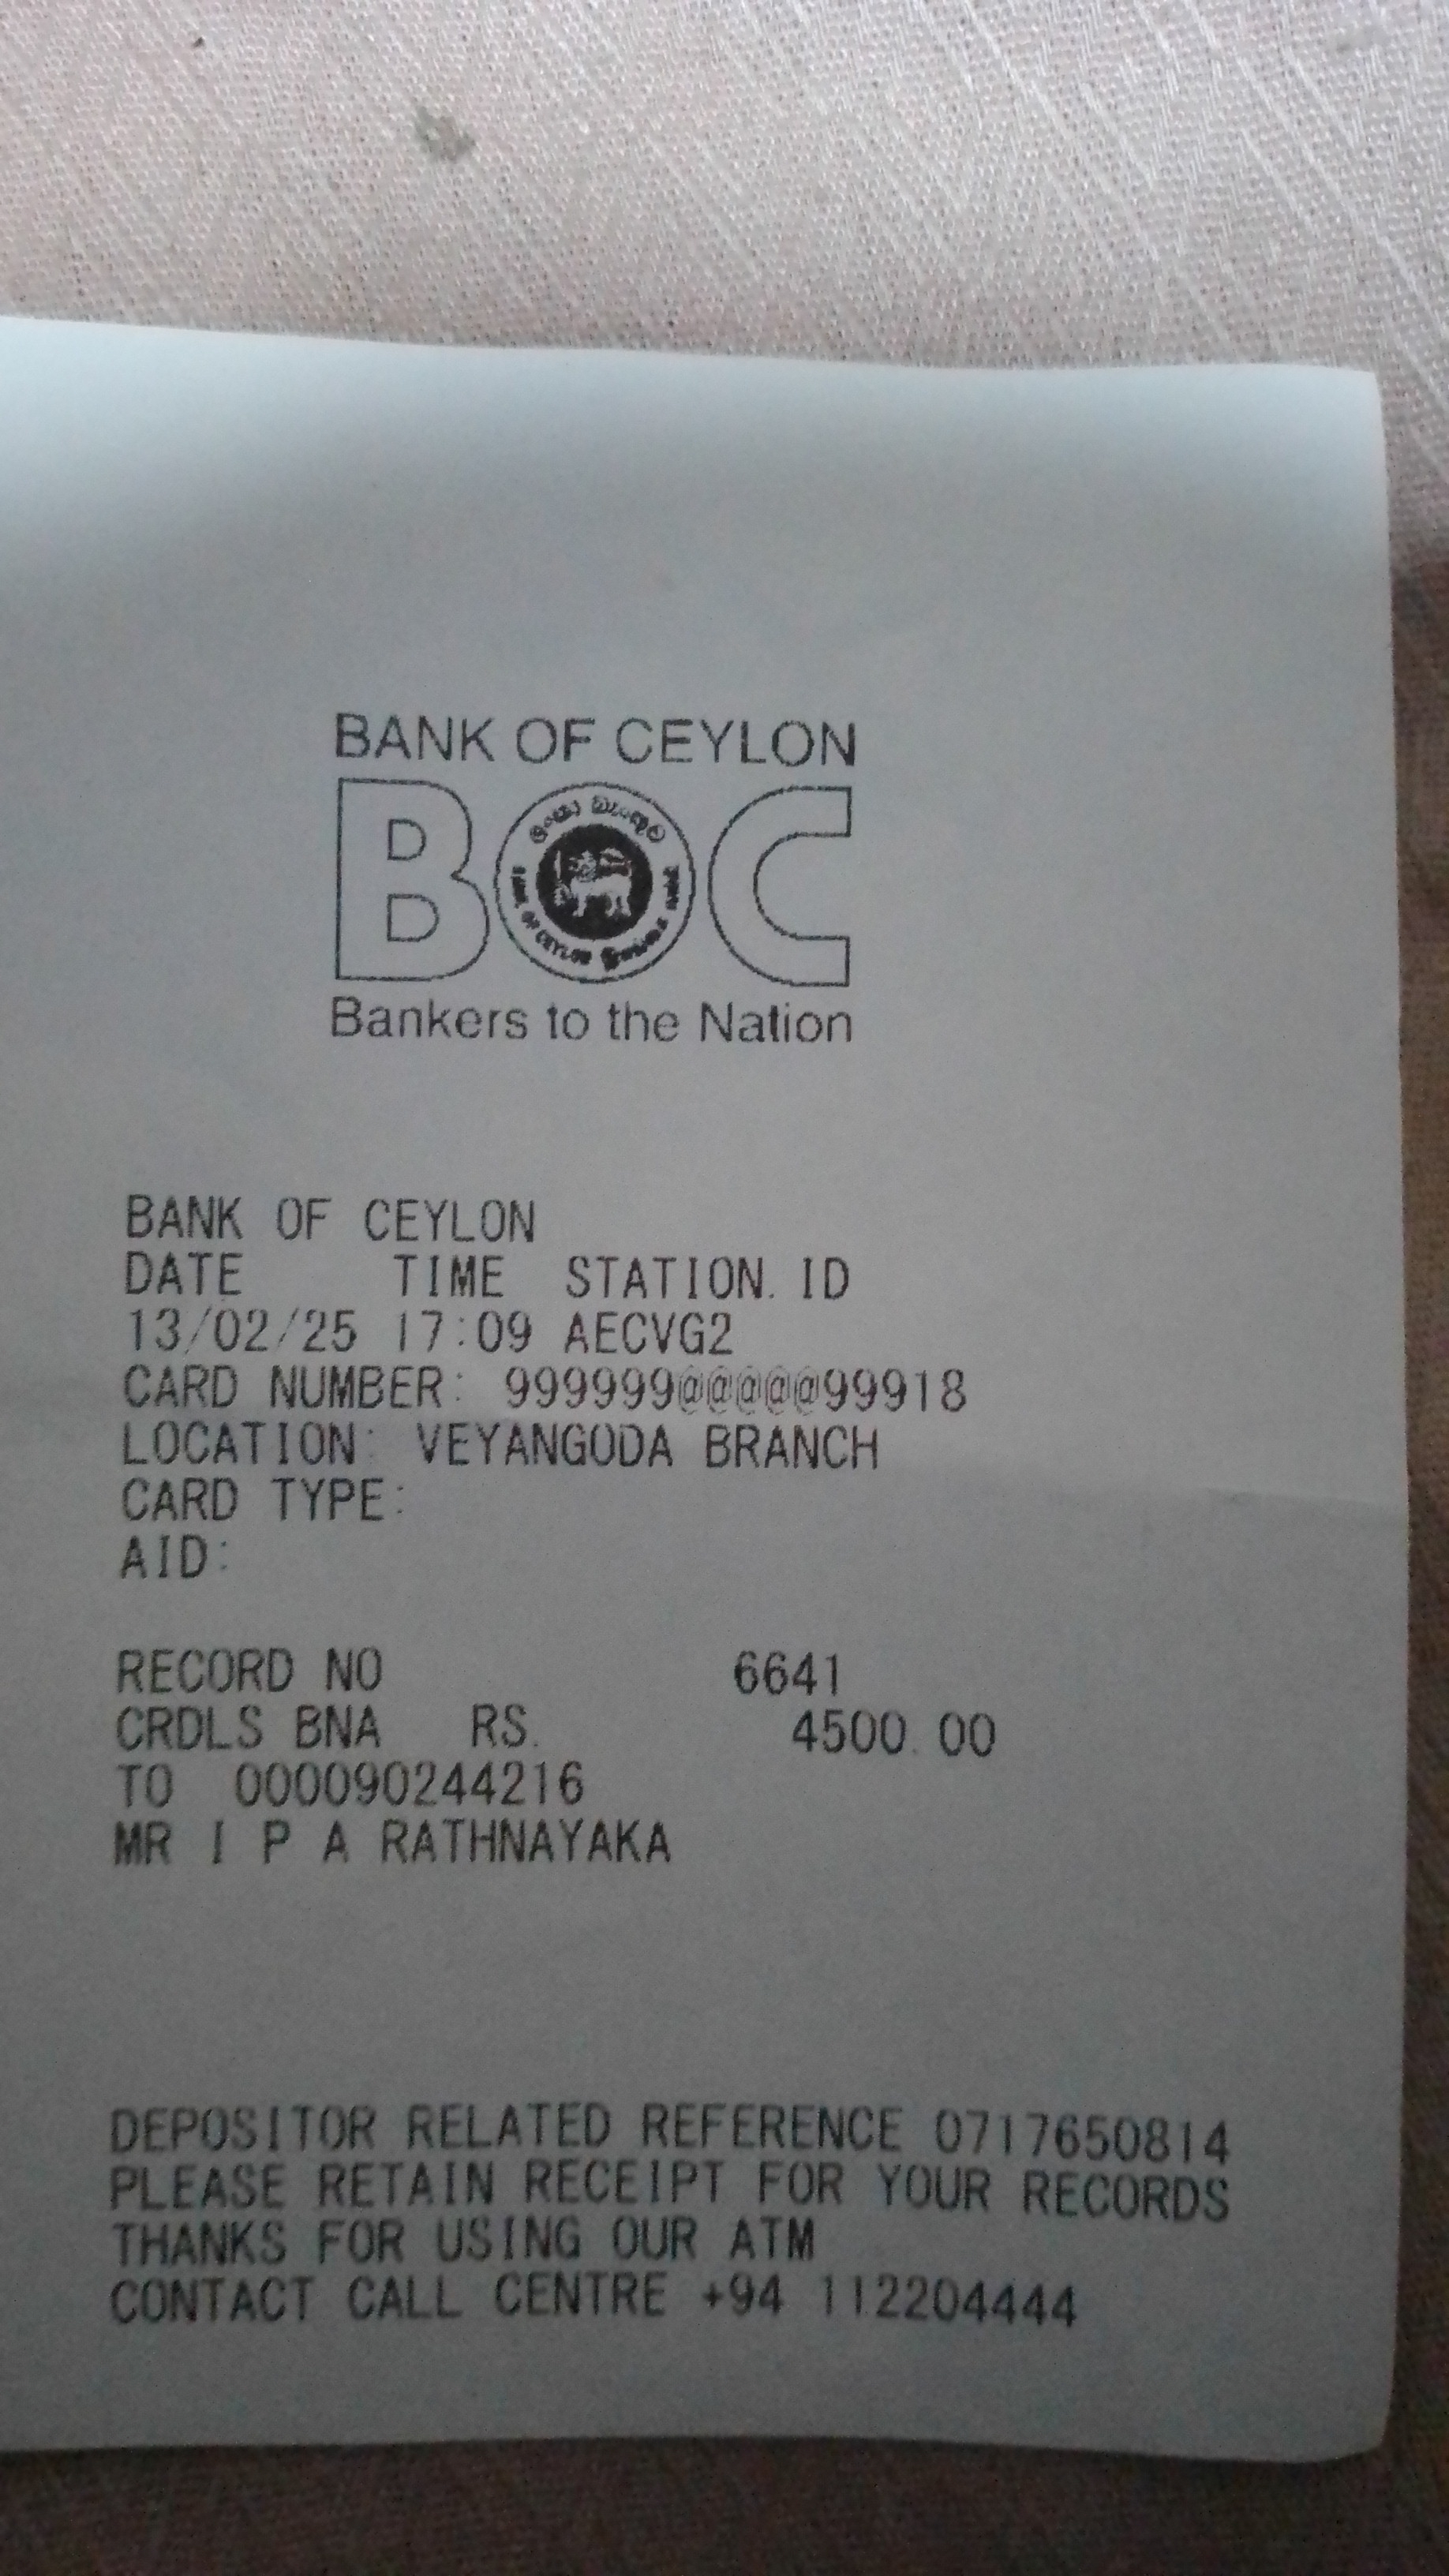 BANK OF CEYLON
BOC
BANK OF CEYLON
Bankers to the Nation
BANK OF CEYLON
DATE TIME STATION.ID
13/02/25 17:09 AECVG2
CARD NUMBER: 999999@@@@@99918
LOCATION: VEYANGODA BRANCH
CARD TYPE:
AID:
RECORD NO 6641
CRDLS BNA RS. 4500.00
TO 000090244216
MR I P A RATHNAYAKA
DEPOSITOR RELATED REFERENCE 0717650814
PLEASE RETAIN RECEIPT FOR YOUR RECORDS
THANKS FOR USING OUR ATM
CONTACT CALL CENTRE +94 112204444